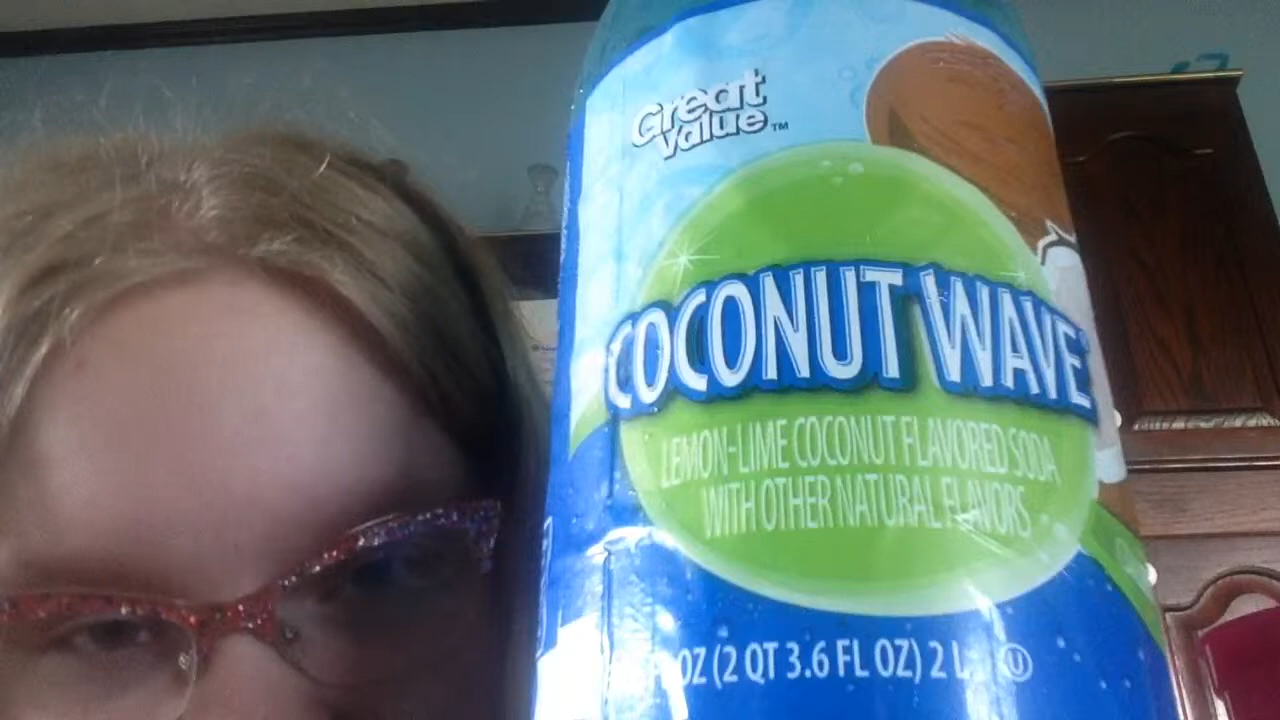 Great
Value™
COCONUT WAVE
LEMON-LIME COCONUT FLAVORED SODA
WITH OTHER NATURAL FLAVORS
OZ (2 QT 3.6 FL OZ) 2 L U